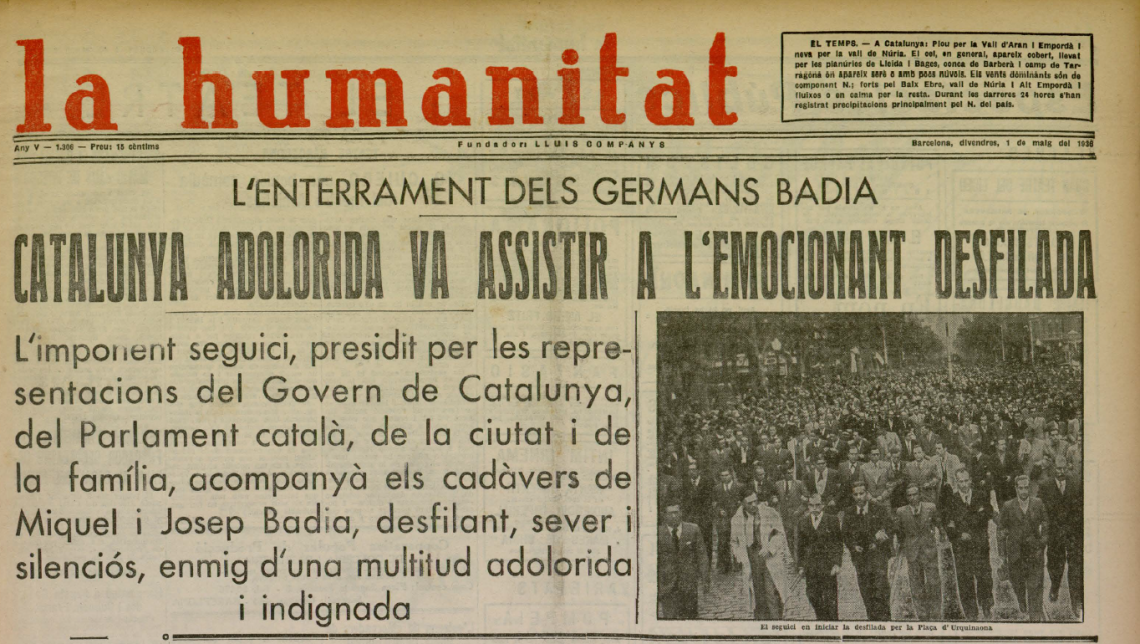 la humanitat
EL TEMPS. — A Catalunya: Plou per la Vall d'Aran i Empordà i
neva per la vall de Núria. El cel, en general, apareix cobert, llevat
per les planúries de Lleida i Bages, conca de Barberà i camp de Tar-
ragona on apareix serè o amb pocs núvols. Els vents dominants són de
component N.; forts pel Baix Ebre, vall de Núria i Alt Empordà i
fluixos o en calma per la resta. Durant les darreres 24 hores s'han
registrat precipitacions principalment pel N. del país.
Any V — 1.306 — Preu: 15 cèntims
Fundador: LLUIS COMPANYS
Barcelona, divendres, 1 de maig del 1936
L'ENTERRAMENT DELS GERMANS BADIA
CATALUNYA ADOLORIDA VA ASSISTIR A L'EMOCIONANT DESFILADA
L'imponent seguici, presidit per les repre-
sentacions del Govern de Catalunya,
del Parlament català, de la ciutat i de
la família, acompanyà els cadàvers de
Miquel i Josep Badia, desfilant, sever i
silenciós, enmig d'una multitud adolorida
i indignada
El seguici en iniciar la desfilada per la Plaça d'Urquinaona